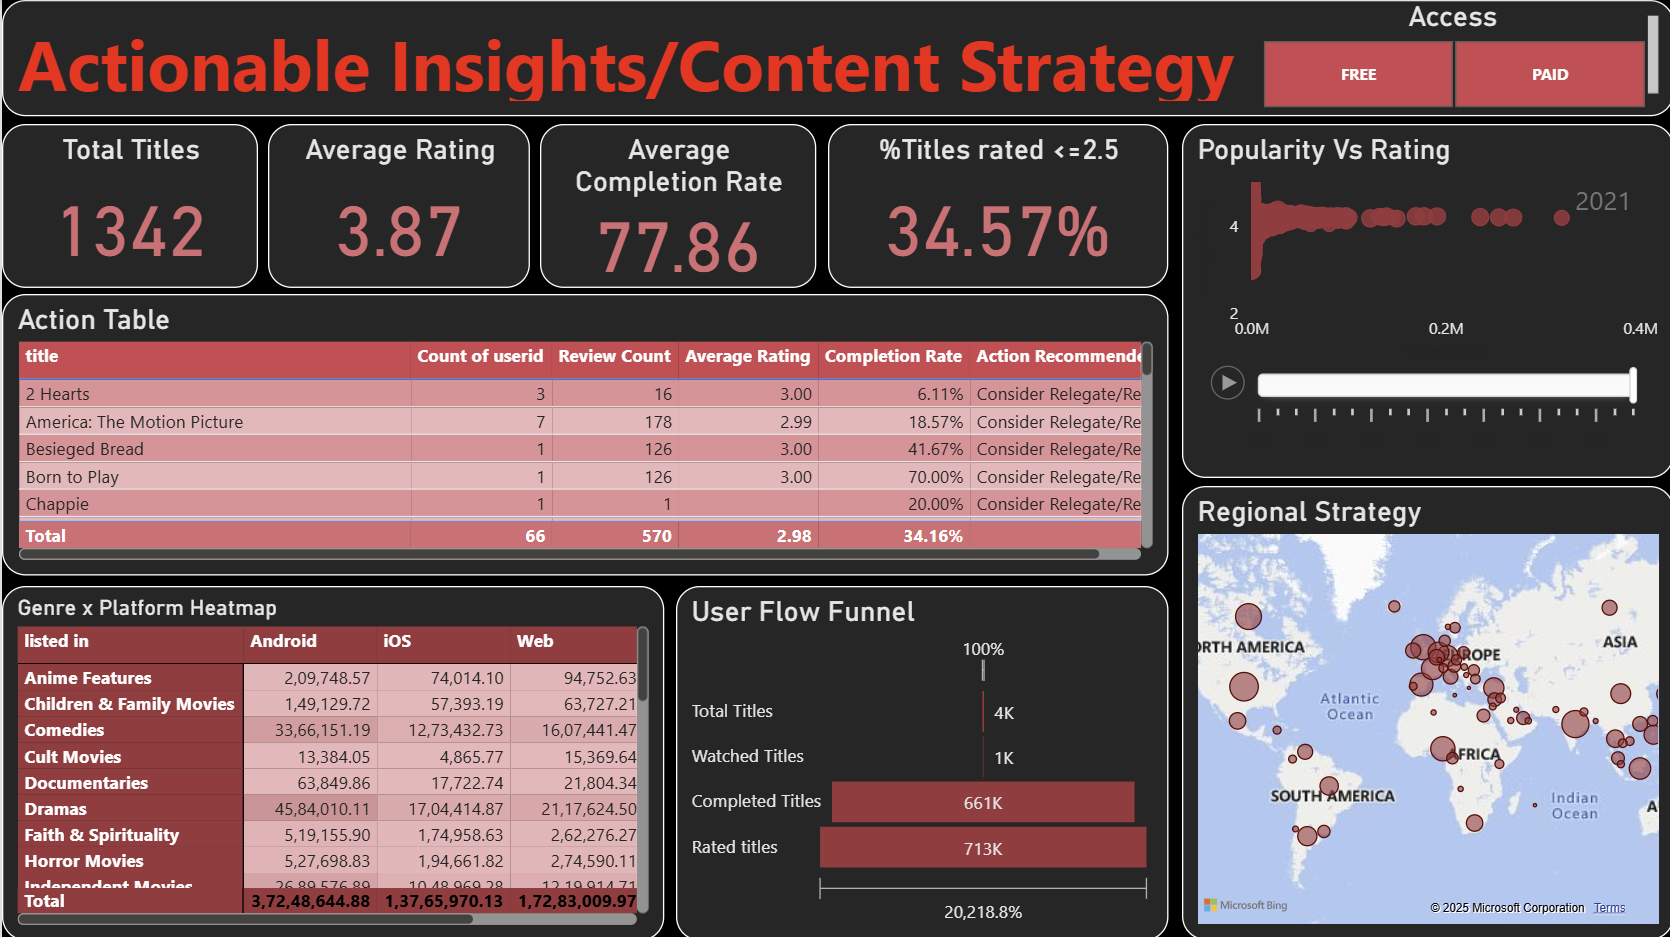 Actionable Insights/Content Strategy
Access
FREE PAID
Total Titles
1342
Average Rating
3.87
Average
Completion Rate
77.86
%Titles rated <=2.5
34.57%
Popularity Vs Rating
2021
4
2
0.0M 0.2M 0.4M
Action Table
title Count of userid Review Count Average Rating Completion Rate Action Recommende
2 Hearts 3 16 3.00 6.11% Consider Relegate/Re
America: The Motion Picture 7 178 2.99 18.57% Consider Relegate/Re
Besieged Bread 1 126 3.00 41.67% Consider Relegate/Re
Born to Play 1 126 3.00 70.00% Consider Relegate/Re
Chappie 1 1 20.00% Consider Relegate/Re
Total 66 570 2.98 34.16%
Genre x Platform Heatmap
listed in Android iOS Web
Anime Features 2,09,748.57 74,014.10 94,752.63
Children & Family Movies 1,49,129.72 57,393.19 63,727.21
Comedies 33,66,151.19 12,73,432.73 16,07,441.47
Cult Movies 13,384.05 4,865.77 15,369.64
Documentaries 63,849.86 17,722.74 21,804.34
Dramas 45,84,010.11 17,04,414.87 21,17,624.50
Faith & Spirituality 5,19,155.90 1,74,958.63 2,62,276.27
Horror Movies 5,27,698.83 1,94,661.82 2,74,590.11
Independent Movies 26,89,576.89 10,48,969.28 12,19,914.71
Total 3,72,48,644.88 1,37,65,970.13 1,72,83,009.97
User Flow Funnel
100%
Total Titles 4K
Watched Titles 1K
Completed Titles 661K
Rated titles 713K
20,218.8%
Regional Strategy
ORTH AMERICA
ROPE
ASIA
Atlantic
Ocean
AFRICA
SOUTH AMERICA
Indian
Ocean
A
Microsoft Bing
© 2025 Microsoft Corporation Terms